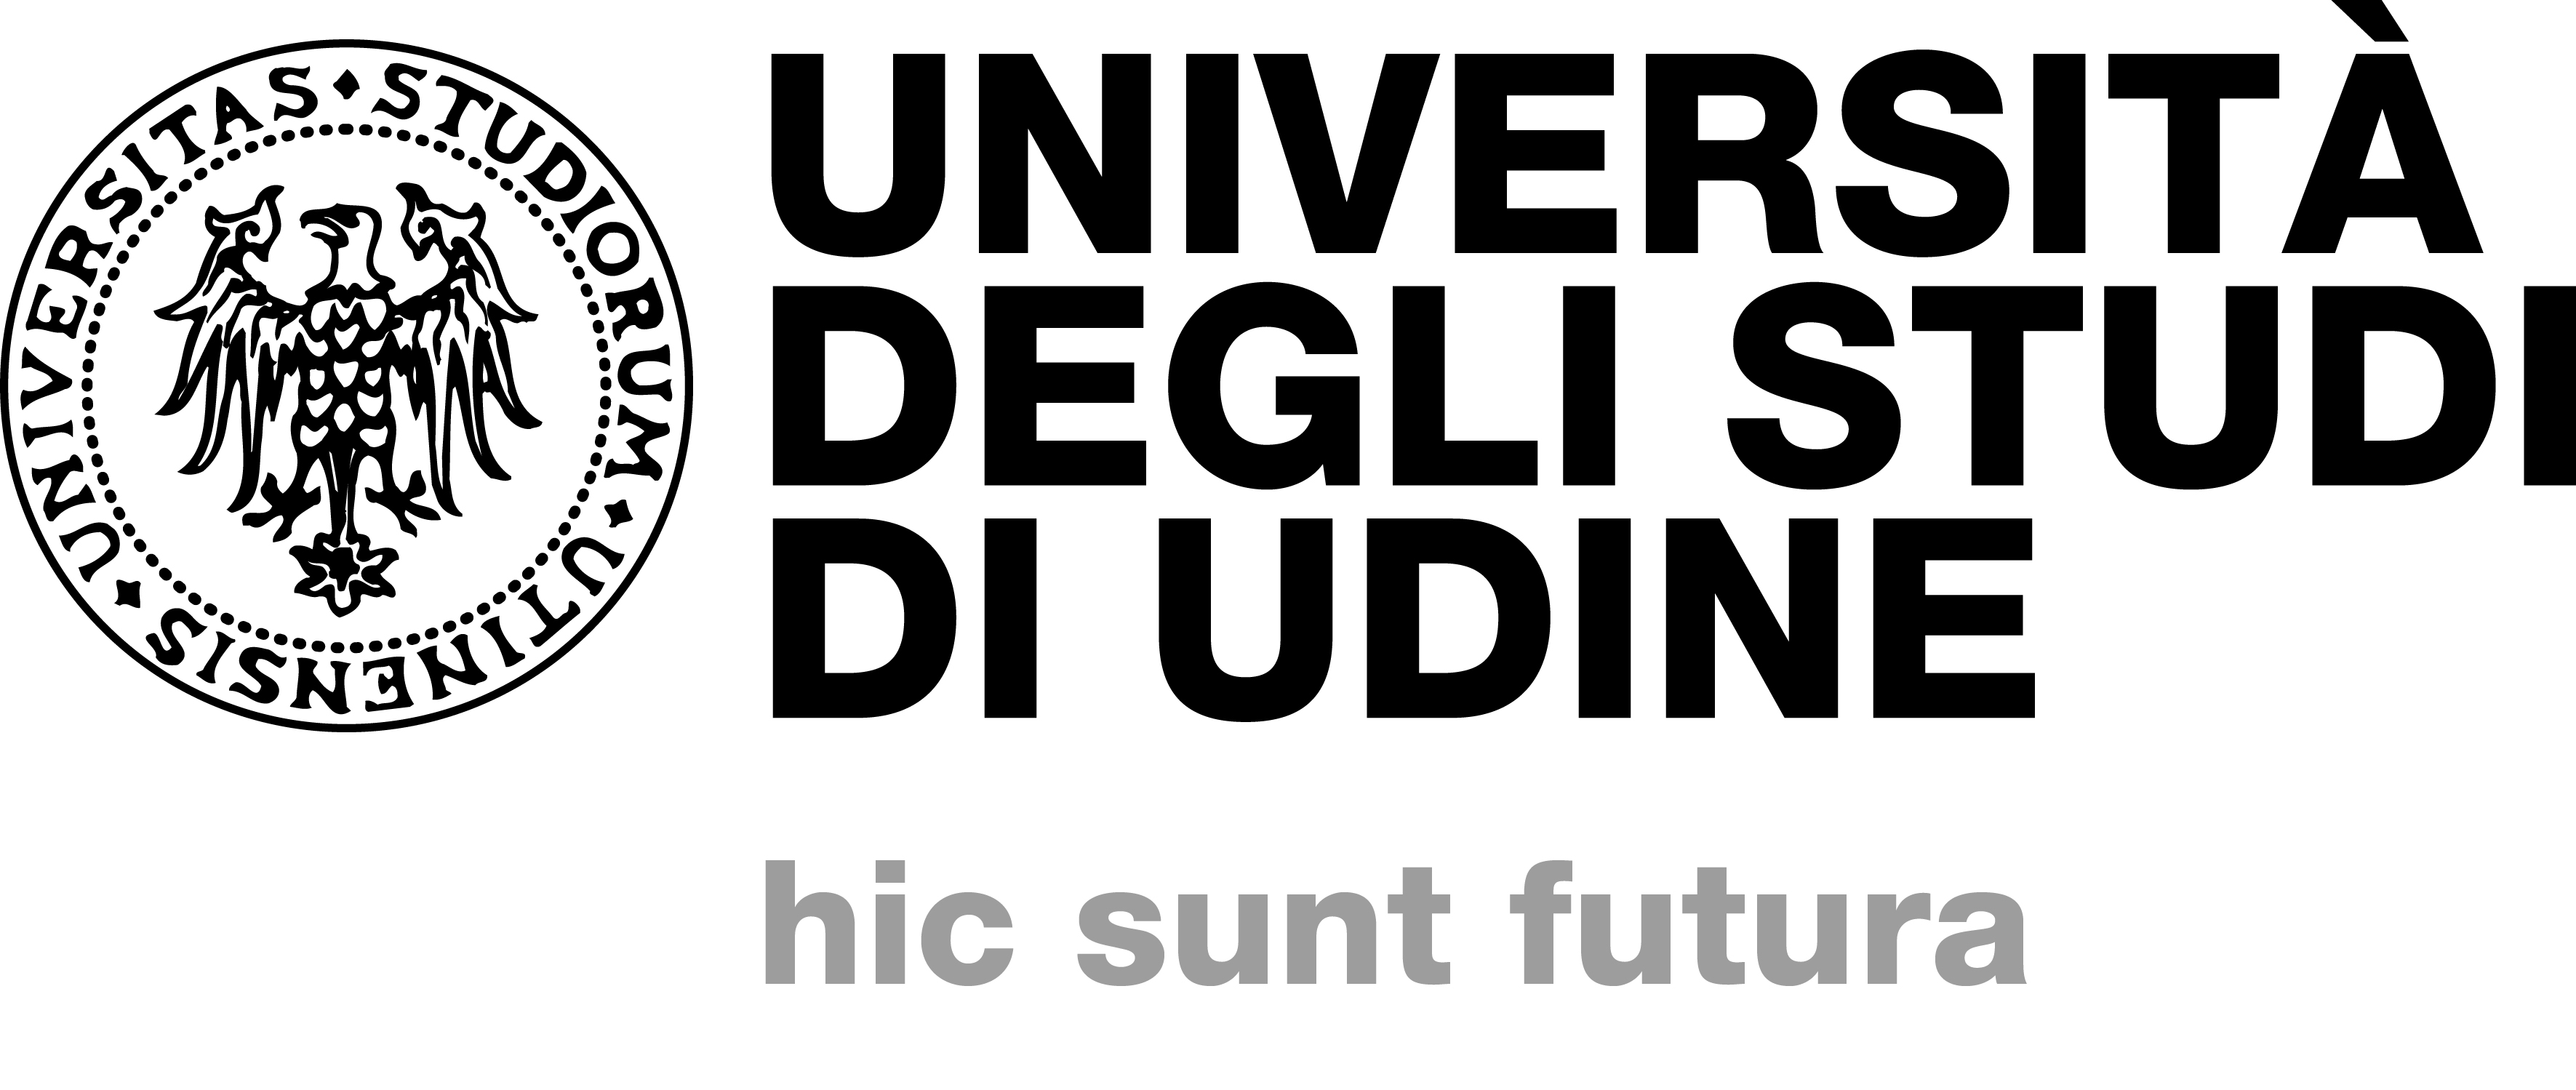 UNIVERSITAS · STUDIORUM · UTINENSIS ·
UNIVERSITÀ
DEGLI STUDI
DI UDINE
hic sunt futura